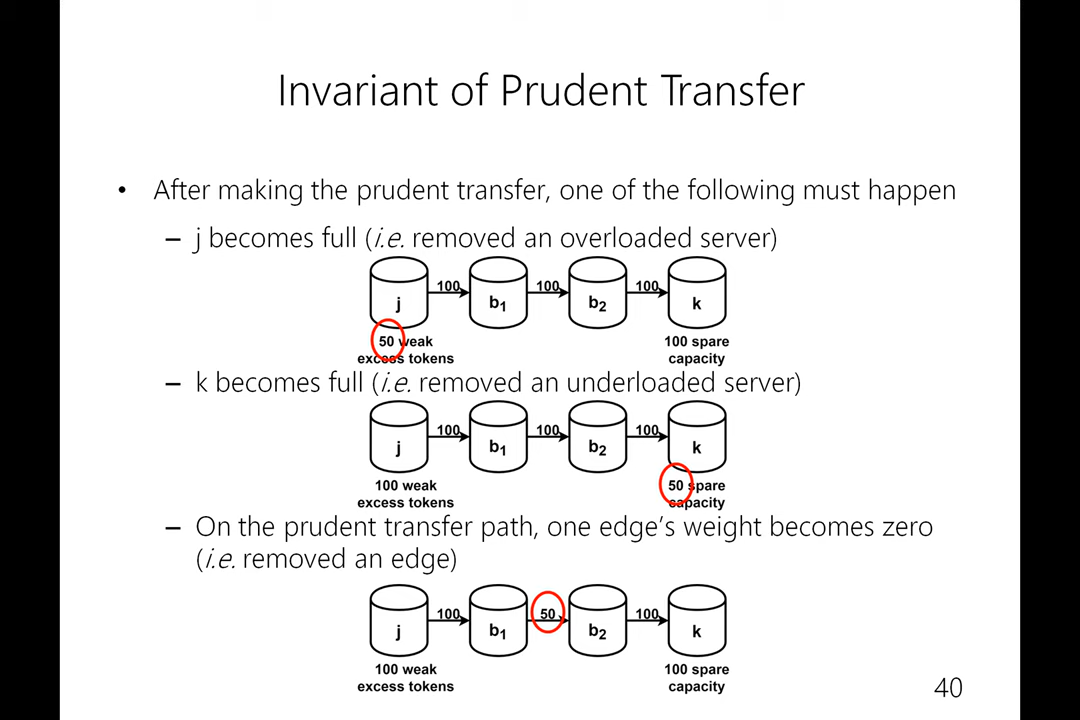 Invariant of Prudent Transfer
• After making the prudent transfer, one of the following must happen
– j becomes full (i.e. removed an overloaded server)
100 100 100
j b1 b2 k
50 weak 100 spare
excess tokens capacity
– k becomes full (i.e. removed an underloaded server)
100 100 100
j b1 b2 k
100 weak 50 spare
excess tokens capacity
– On the prudent transfer path, one edge's weight becomes zero
(i.e. removed an edge)
100 50 100
j b1 b2 k
100 weak 100 spare
excess tokens capacity
40